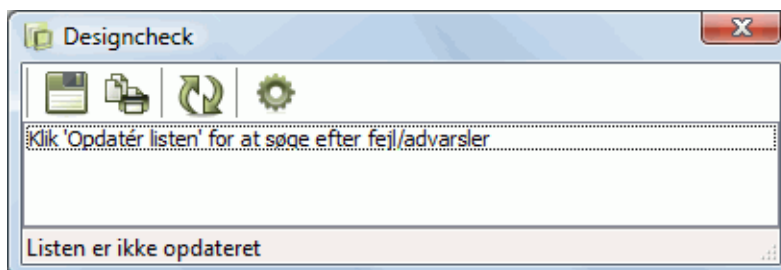 Designcheck
Klik 'Opdatér listen' for at søge efter fejl/advarsler
Listen er ikke opdateret